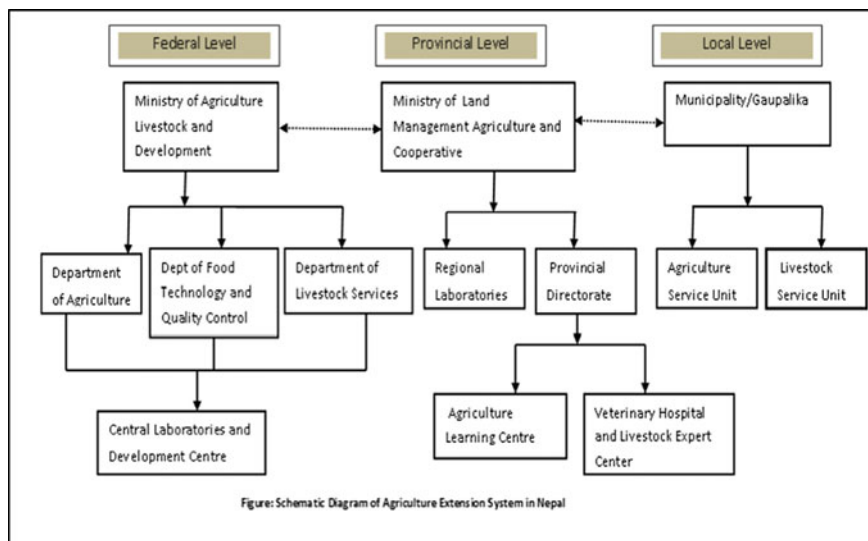 Federal Level
Provincial Level
Local Level
Ministry of Agriculture
Livestock and
Development
Ministry of Land
Management Agriculture and
Cooperative
Municipality/Gaupalika
Department
of Agriculture
Dept of Food
Technology and
Quality Control
Department of
Livestock Services
Regional
Laboratories
Provincial
Directorate
Agriculture
Service Unit
Livestock
Service Unit
Central Laboratories and
Development Centre
Agriculture
Learning Centre
Veterinary Hospital
and Livestock Expert
Center
Figure: Schematic Diagram of Agriculture Extension System in Nepal